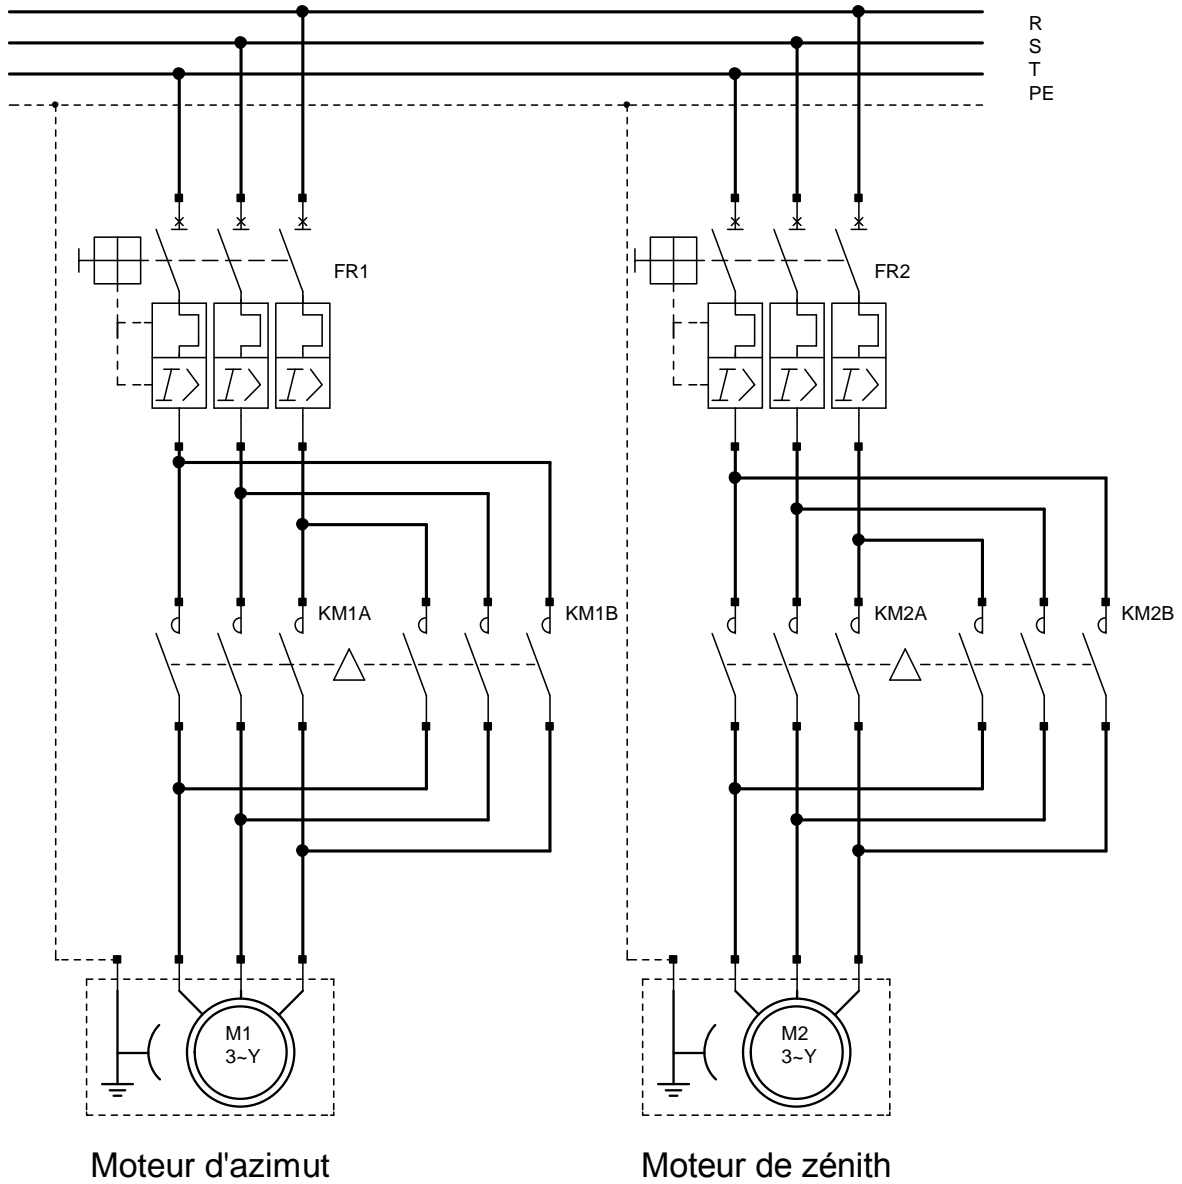 R
S
T
PE
FR1
FR2
I>
I>
I>
I>
I>
I>
KM1A
KM1B
KM2A
KM2B
M1
3~Y
M2
3~Y
Moteur d'azimut
Moteur de zénith